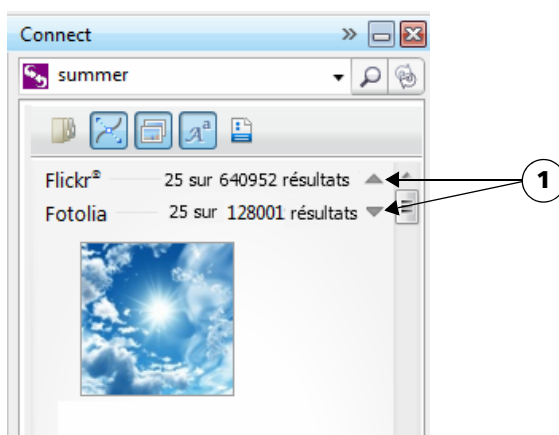 Connect
summer
Flickr® 25 sur 640952 résultats
1
Fotolia 25 sur 128001 résultats